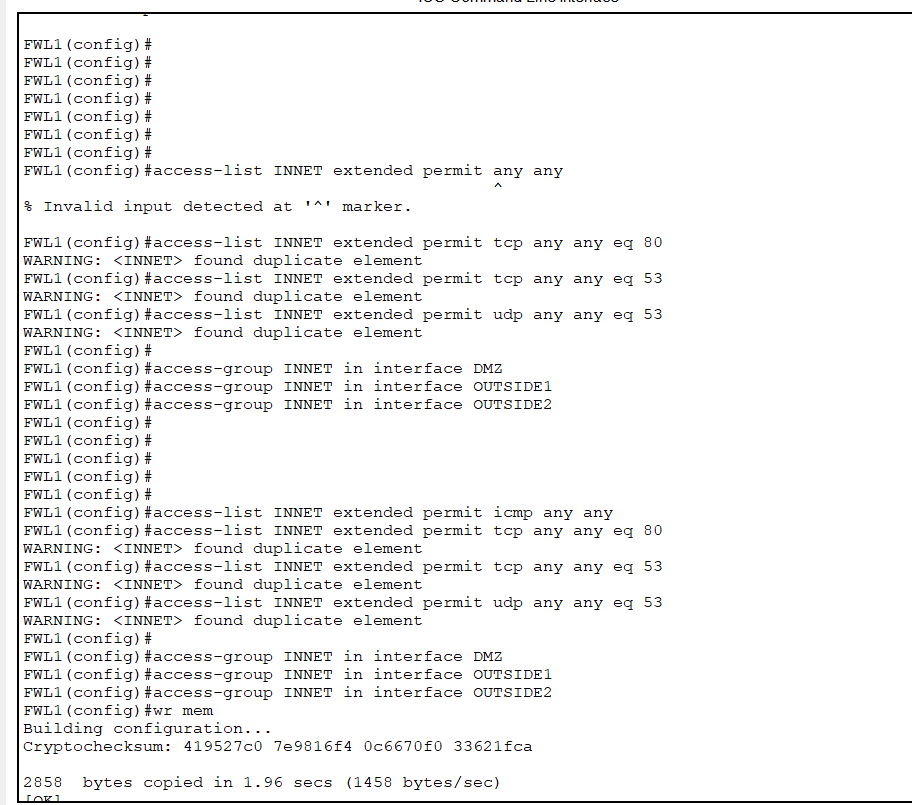 FWL1(config)#
FWL1(config)#
FWL1(config)#
FWL1(config)#
FWL1(config)#
FWL1(config)#
FWL1(config)#
FWL1(config)#access-list INNET extended permit any any
^
% Invalid input detected at '^' marker.
FWL1(config)#access-list INNET extended permit tcp any any eq 80
WARNING: <INNET> found duplicate element
FWL1(config)#access-list INNET extended permit tcp any any eq 53
WARNING: <INNET> found duplicate element
FWL1(config)#access-list INNET extended permit udp any any eq 53
WARNING: <INNET> found duplicate element
FWL1(config)#
FWL1(config)#access-group INNET in interface DMZ
FWL1(config)#access-group INNET in interface OUTSIDE1
FWL1(config)#access-group INNET in interface OUTSIDE2
FWL1(config)#
FWL1(config)#
FWL1(config)#
FWL1(config)#
FWL1(config)#
FWL1(config)#access-list INNET extended permit icmp any any
FWL1(config)#access-list INNET extended permit tcp any any eq 80
WARNING: <INNET> found duplicate element
FWL1(config)#access-list INNET extended permit tcp any any eq 53
WARNING: <INNET> found duplicate element
FWL1(config)#access-list INNET extended permit udp any any eq 53
WARNING: <INNET> found duplicate element
FWL1(config)#
FWL1(config)#access-group INNET in interface DMZ
FWL1(config)#access-group INNET in interface OUTSIDE1
FWL1(config)#access-group INNET in interface OUTSIDE2
FWL1(config)#wr mem
Building configuration...
Cryptochecksum: 419527c0 7e9816f4 0c6670f0 33621fca
2858 bytes copied in 1.96 secs (1458 bytes/sec)
[OK]